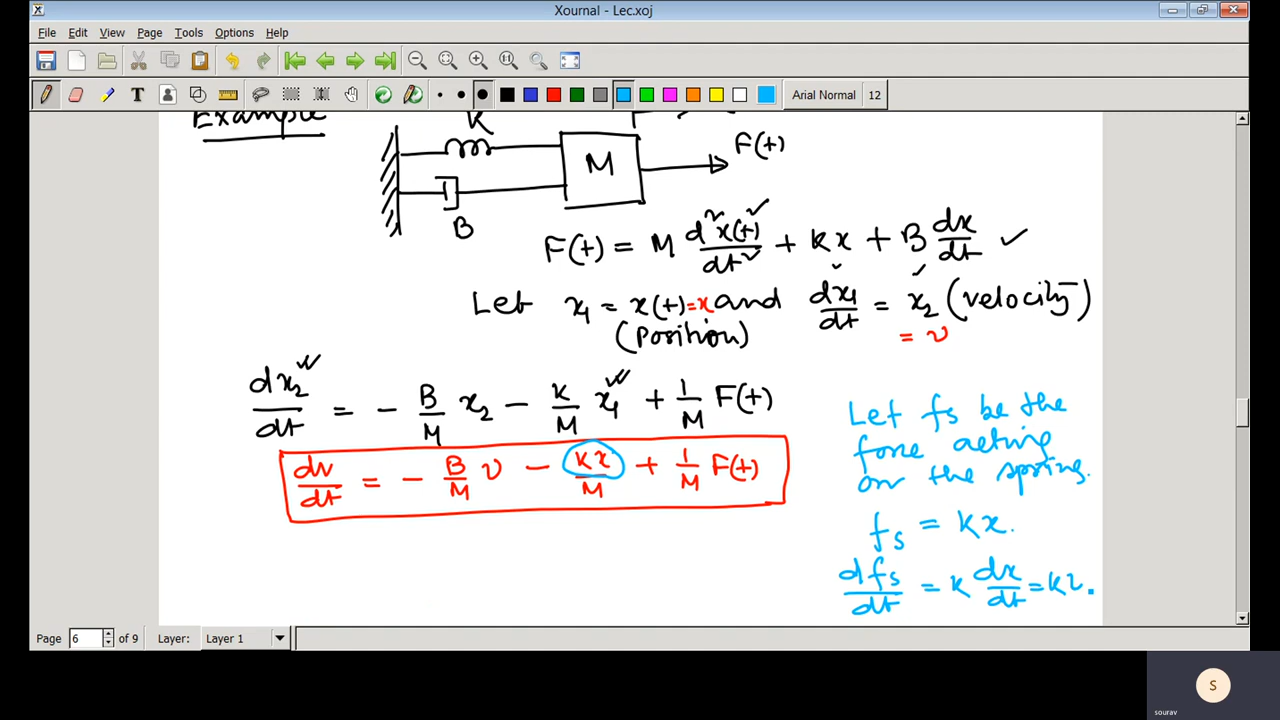 Xournal - Lec.xoj
File Edit View Page Tools Options Help
Arial Normal 12
Example
K
M
F(t)
B
F(t) = M d²x(t)/dt² + Kx + B dx/dt ✓
Let x₁ = x(t) = x and dx₁/dt = x₂ (velocity)
(Position) = v
dx₂/dt = - B/M x₂ - K/M x₁ + 1/M F(t)
dv/dt = - B/M v - Kx/M + 1/M F(t)
Let fs be the
force acting
on the spring.
fs = Kx.
dfs/dt = K dx/dt = Kv
Page 6 of 9 Layer: Layer 1
S
sourav